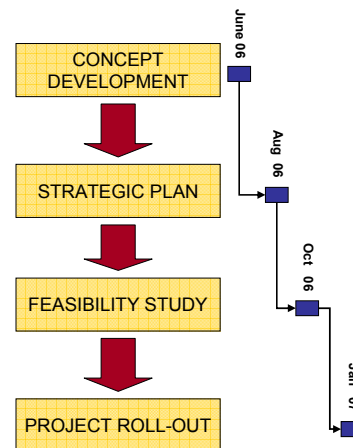 CONCEPT
DEVELOPMENT
June 06
STRATEGIC PLAN
Aug 06
FEASIBILITY STUDY
Oct 06
PROJECT ROLL-OUT